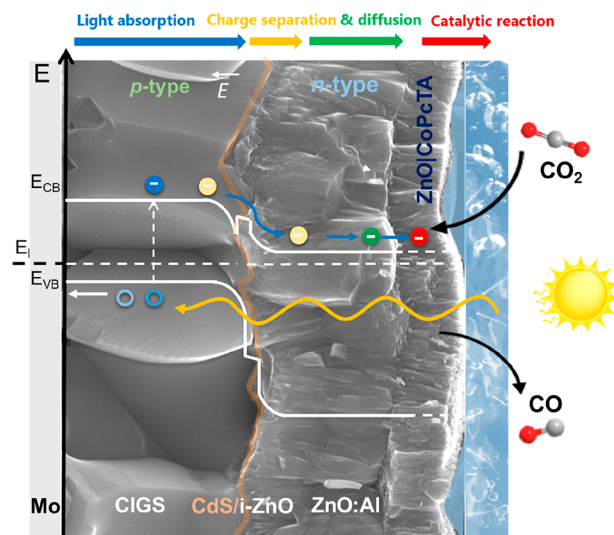 Light absorption Charge separation & diffusion Catalytic reaction
E
p-type
E
n-type
ZnO|CoPcTA
CO2
ECB
EI
EVB
CO
Mo CIGS CdS/i-ZnO ZnO:Al